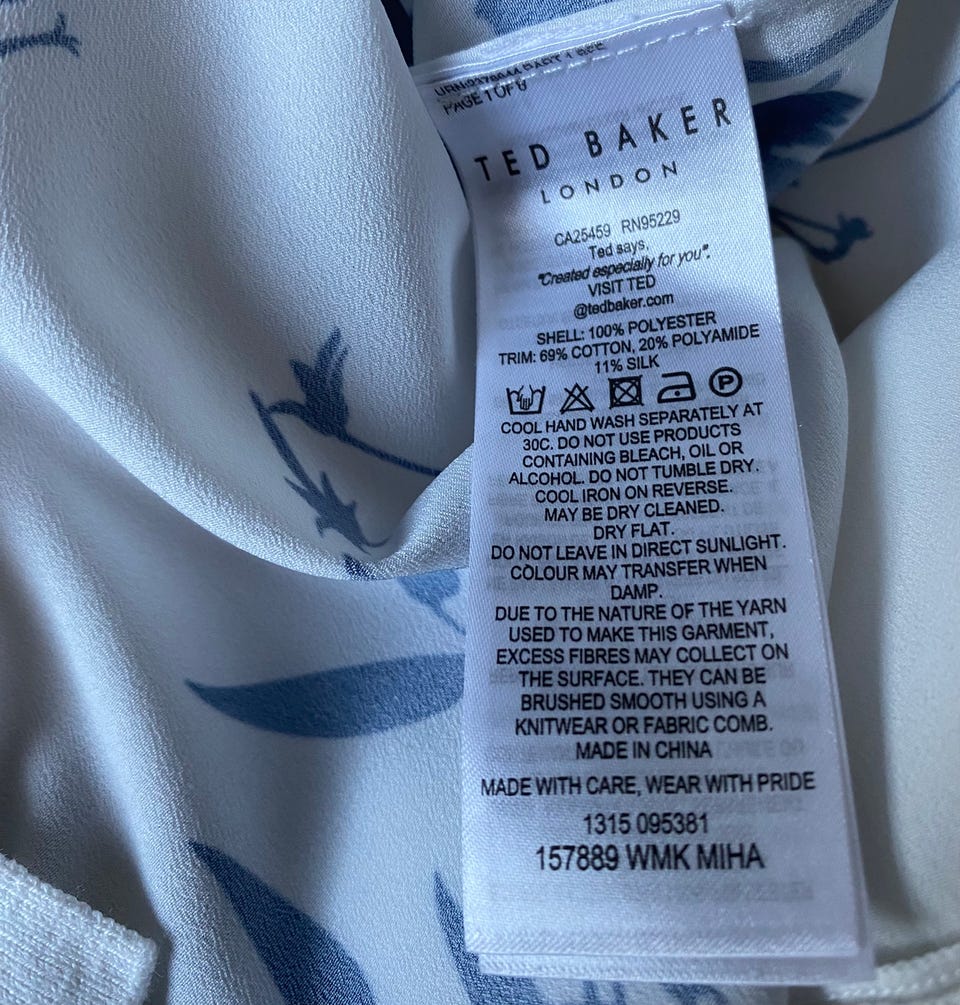 PAGE 1 OF
TED BAKER
LONDON
CA25459 RN95229
Ted says,
"Created especially for you".
VISIT TED
@tedbaker.com
SHELL: 100% POLYESTER
TRIM: 69% COTTON, 20% POLYAMIDE
11% SILK
P
COOL HAND WASH SEPARATELY AT
30C. DO NOT USE PRODUCTS
CONTAINING BLEACH, OIL OR
ALCOHOL. DO NOT TUMBLE DRY.
COOL IRON ON REVERSE.
MAY BE DRY CLEANED.
DRY FLAT.
DO NOT LEAVE IN DIRECT SUNLIGHT.
COLOUR MAY TRANSFER WHEN
DAMP.
DUE TO THE NATURE OF THE YARN
USED TO MAKE THIS GARMENT,
EXCESS FIBRES MAY COLLECT ON
THE SURFACE. THEY CAN BE
BRUSHED SMOOTH USING A
KNITWEAR OR FABRIC COMB.
MADE IN CHINA
MADE WITH CARE, WEAR WITH PRIDE
1315 095381
157889 WMK MIHA